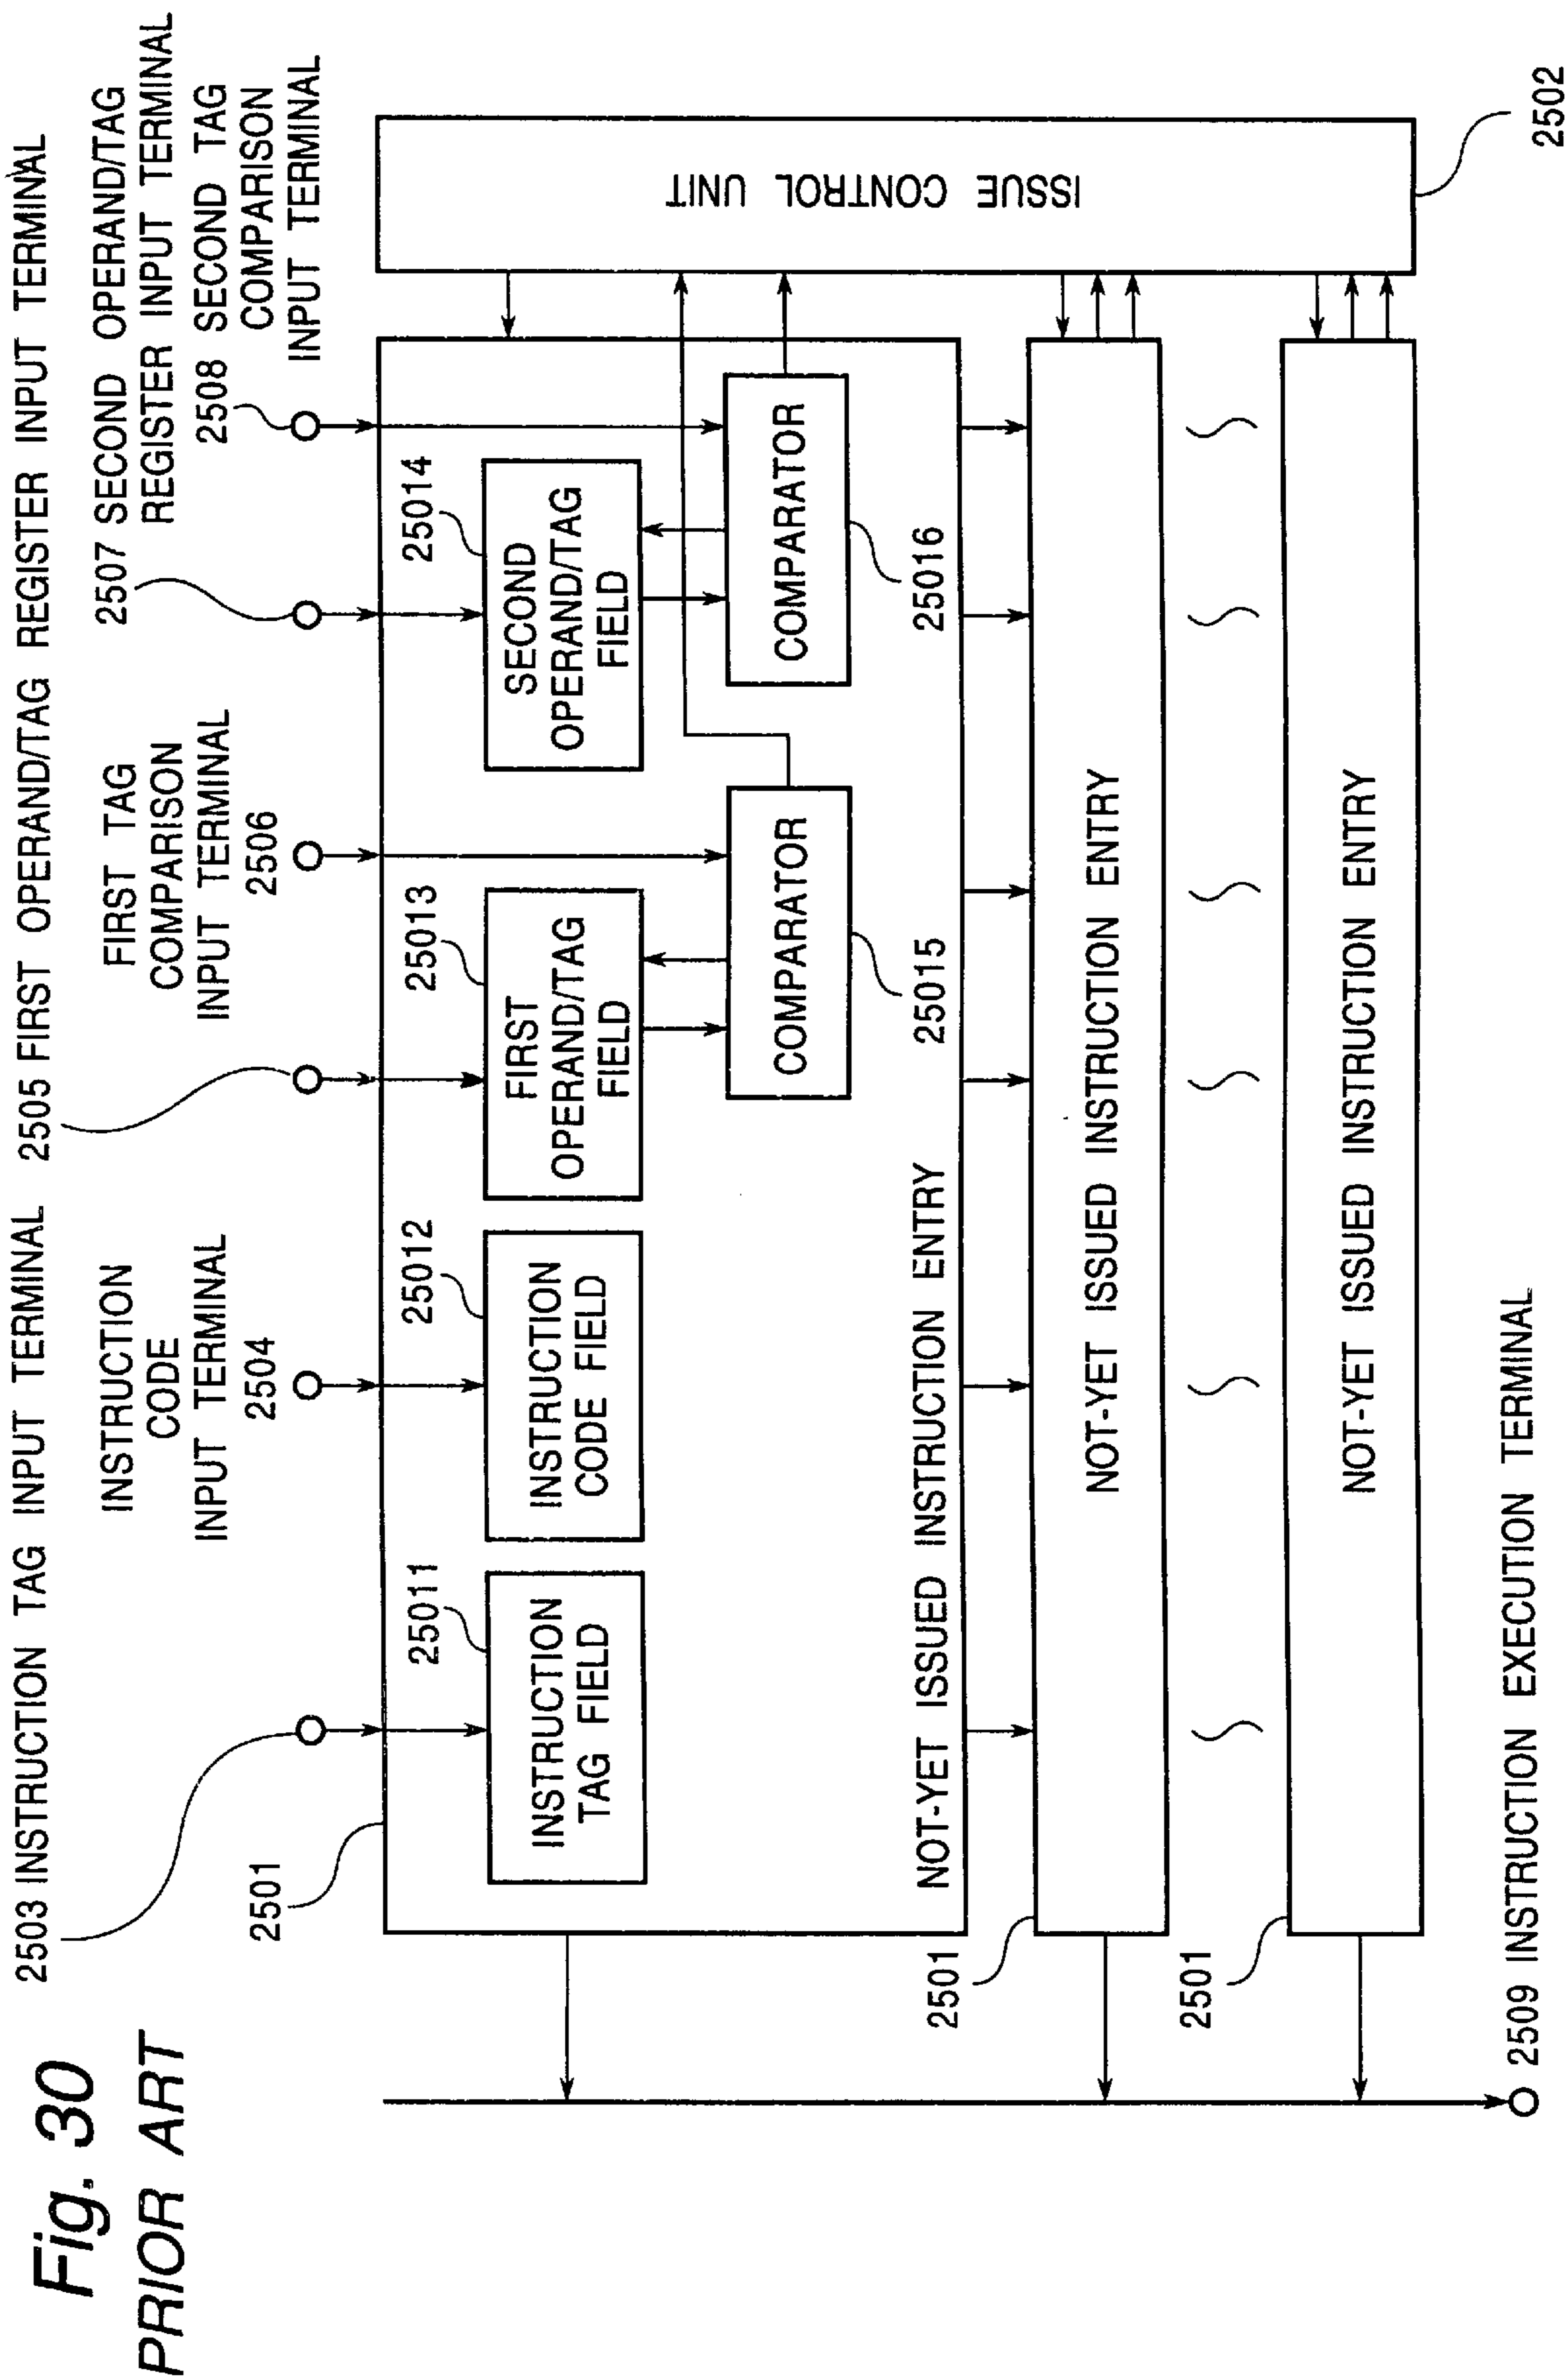 Fig. 30
PRIOR ART
2503 INSTRUCTION TAG INPUT TERMINAL
INSTRUCTION
CODE
INPUT TERMINAL
2504
2505 FIRST OPERAND/TAG REGISTER INPUT TERMINAL
FIRST TAG
COMPARISON
INPUT TERMINAL
2506
2507 SECOND OPERAND/TAG
REGISTER INPUT TERMINAL
2508 SECOND TAG
COMPARISON
INPUT TERMINAL
2501
25011
INSTRUCTION
TAG FIELD
25012
INSTRUCTION
CODE FIELD
25013
FIRST
OPERAND/TAG
FIELD
25014
SECOND
OPERAND/TAG
FIELD
COMPARATOR
25015
COMPARATOR
25016
NOT-YET ISSUED INSTRUCTION ENTRY
ISSUE CONTROL UNIT
2502
2501
NOT-YET ISSUED INSTRUCTION ENTRY
2501
NOT-YET ISSUED INSTRUCTION ENTRY
2509 INSTRUCTION EXECUTION TERMINAL